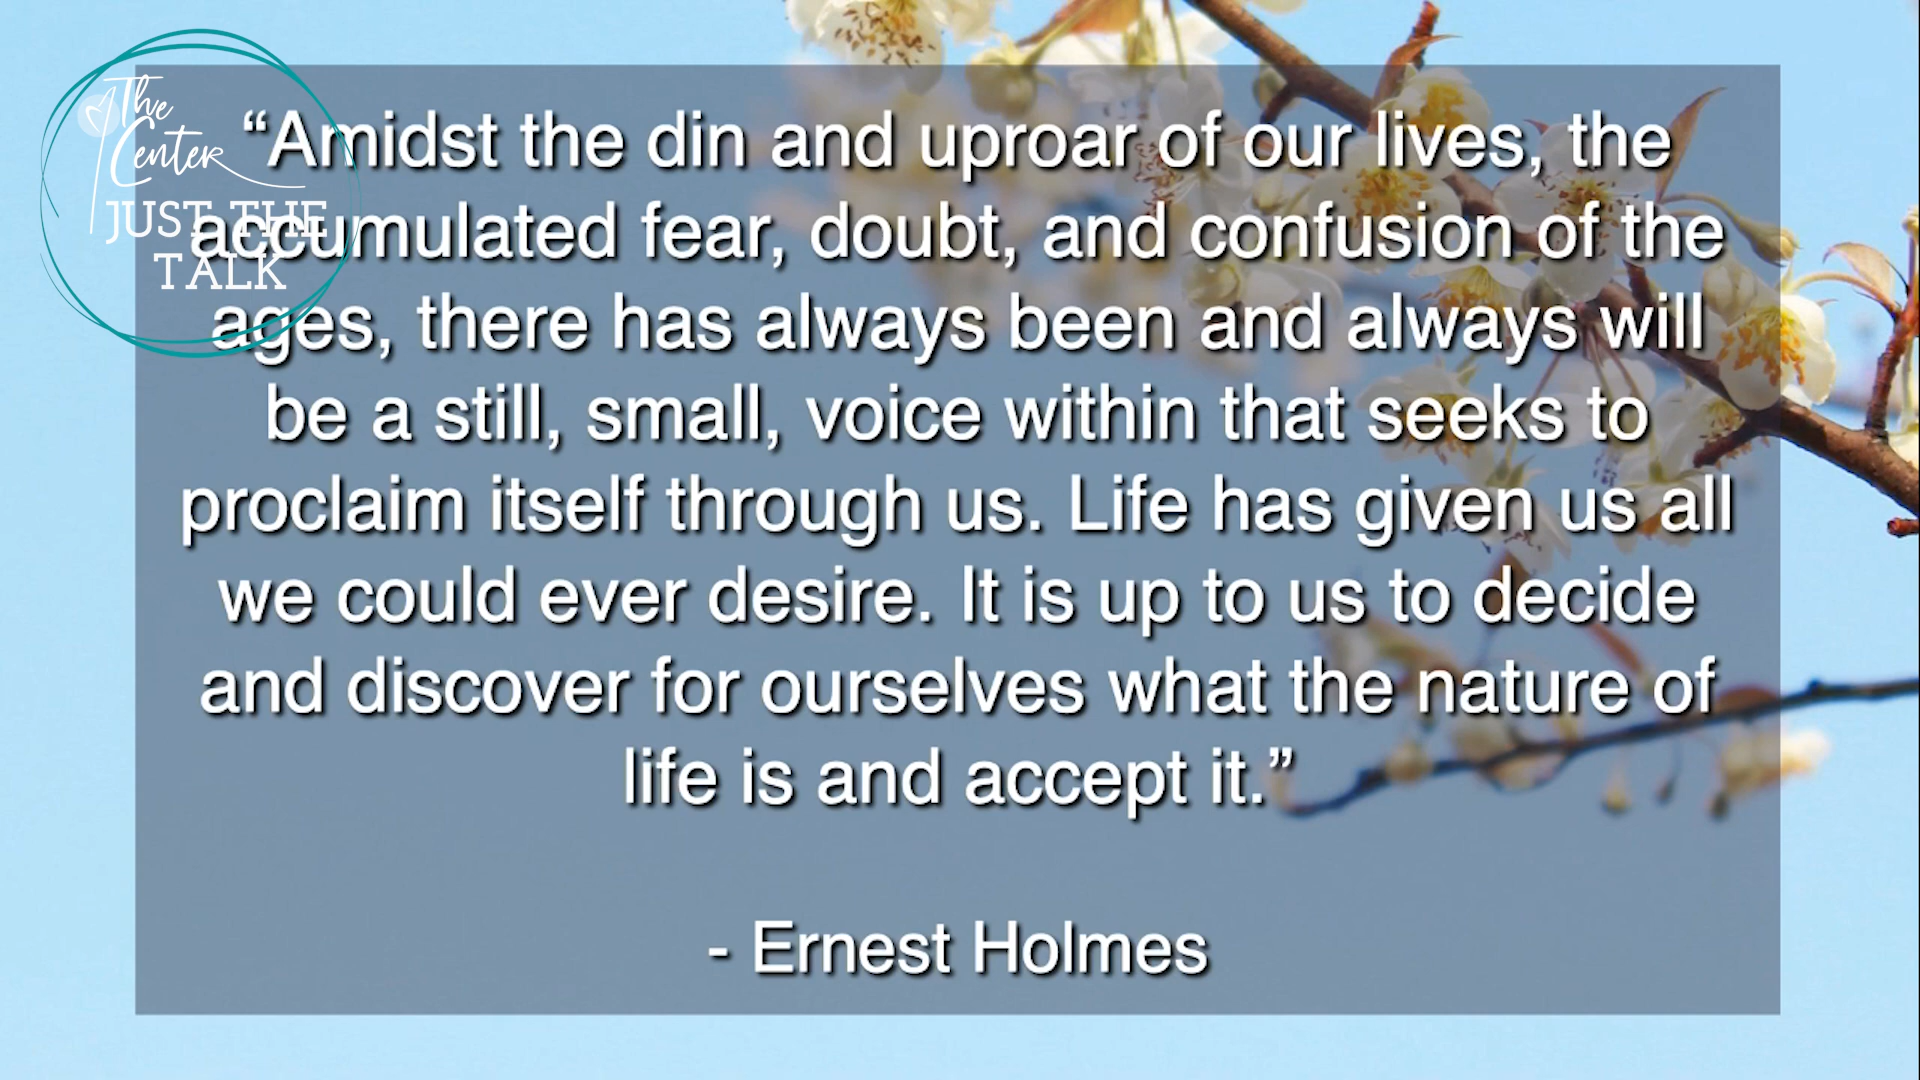 The
Center
JUST THE
TALK
“Amidst the din and uproar of our lives, the
accumulated fear, doubt, and confusion of the
ages, there has always been and always will
be a still, small, voice within that seeks to
proclaim itself through us. Life has given us all
we could ever desire. It is up to us to decide
and discover for ourselves what the nature of
life is and accept it.”
- Ernest Holmes